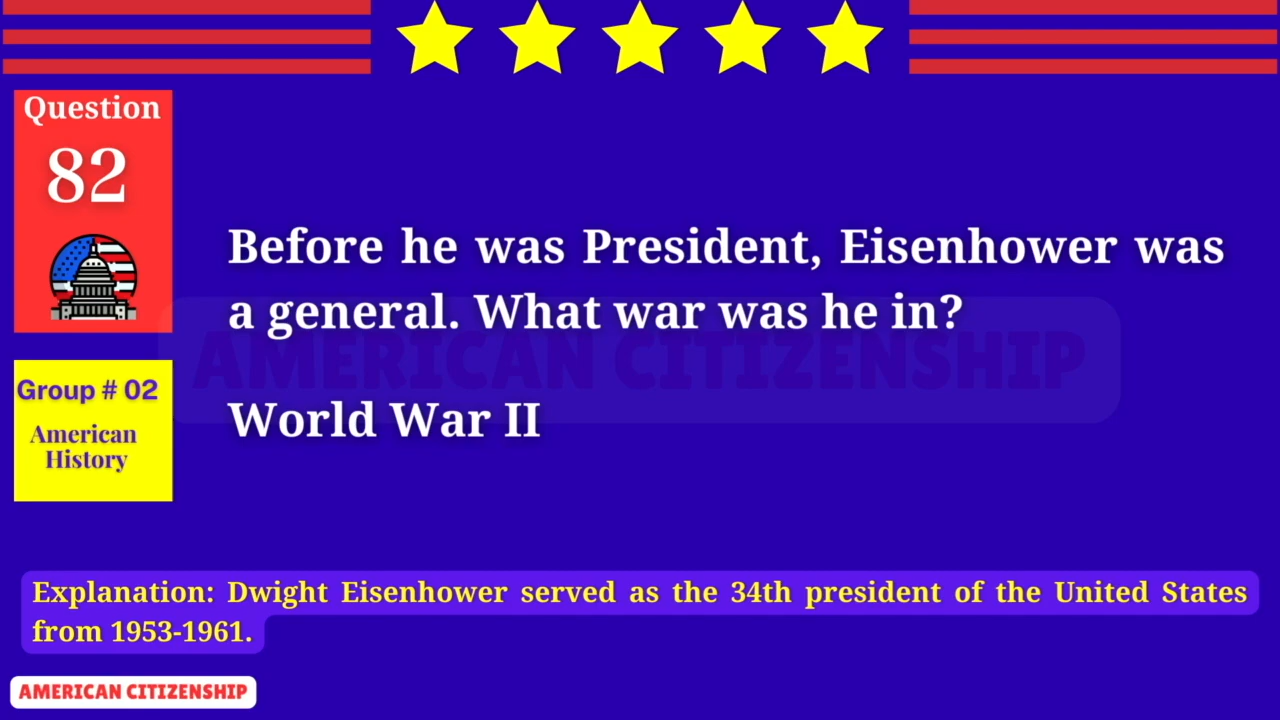 Question
82
Before he was President, Eisenhower was
a general. What war was he in?
AMERICAN CITIZENSHIP
World War II
Group # 02
American
History
Explanation: Dwight Eisenhower served as the 34th president of the United States
from 1953-1961.
AMERICAN CITIZENSHIP